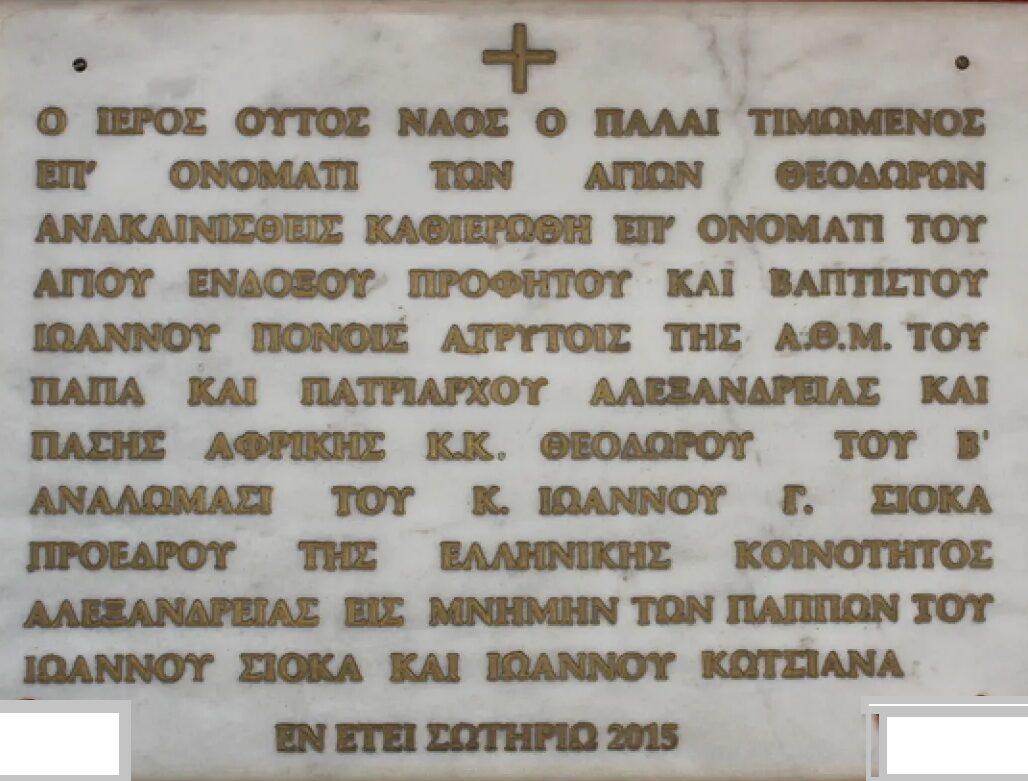 Ο ΙΕΡΟΣ ΟΥΤΟΣ ΝΑΟΣ Ο ΠΑΛΑΙ ΤΙΜΩΜΕΝΟΣ
ΕΠ' ΟΝΟΜΑΤΙ ΤΩΝ ΑΓΙΩΝ ΘΕΟΔΩΡΩΝ
ΑΝΑΚΑΙΝΙΣΘΕΙΣ ΚΑΘΙΕΡΩΘΗ ΕΠ' ΟΝΟΜΑΤΙ ΤΟΥ
ΑΓΙΟΥ ΕΝΔΟΞΟΥ ΠΡΟΦΗΤΟΥ ΚΑΙ ΒΑΠΤΙΣΤΟΥ
ΙΩΑΝΝΟΥ ΠΟΝΟΙΣ ΑΤΡΥΤΟΙΣ ΤΗΣ Α.Θ.Μ. ΤΟΥ
ΠΑΠΑ ΚΑΙ ΠΑΤΡΙΑΡΧΟΥ ΑΛΕΞΑΝΔΡΕΙΑΣ ΚΑΙ
ΠΑΣΗΣ ΑΦΡΙΚΗΣ Κ.Κ. ΘΕΟΔΩΡΟΥ ΤΟΥ Β'
ΑΝΑΛΩΜΑΣΙ ΤΟΥ Κ. ΙΩΑΝΝΟΥ Γ. ΣΙΟΚΑ
ΠΡΟΕΔΡΟΥ ΤΗΣ ΕΛΛΗΝΙΚΗΣ ΚΟΙΝΟΤΗΤΟΣ
ΑΛΕΞΑΝΔΡΕΙΑΣ ΕΙΣ ΜΝΗΜΗΝ ΤΩΝ ΠΑΠΠΩΝ ΤΟΥ
ΙΩΑΝΝΟΥ ΣΙΟΚΑ ΚΑΙ ΙΩΑΝΝΟΥ ΚΩΤΣΙΑΝΑ
ΕΝ ΕΤΕΙ ΣΩΤΗΡΙΩ 2015